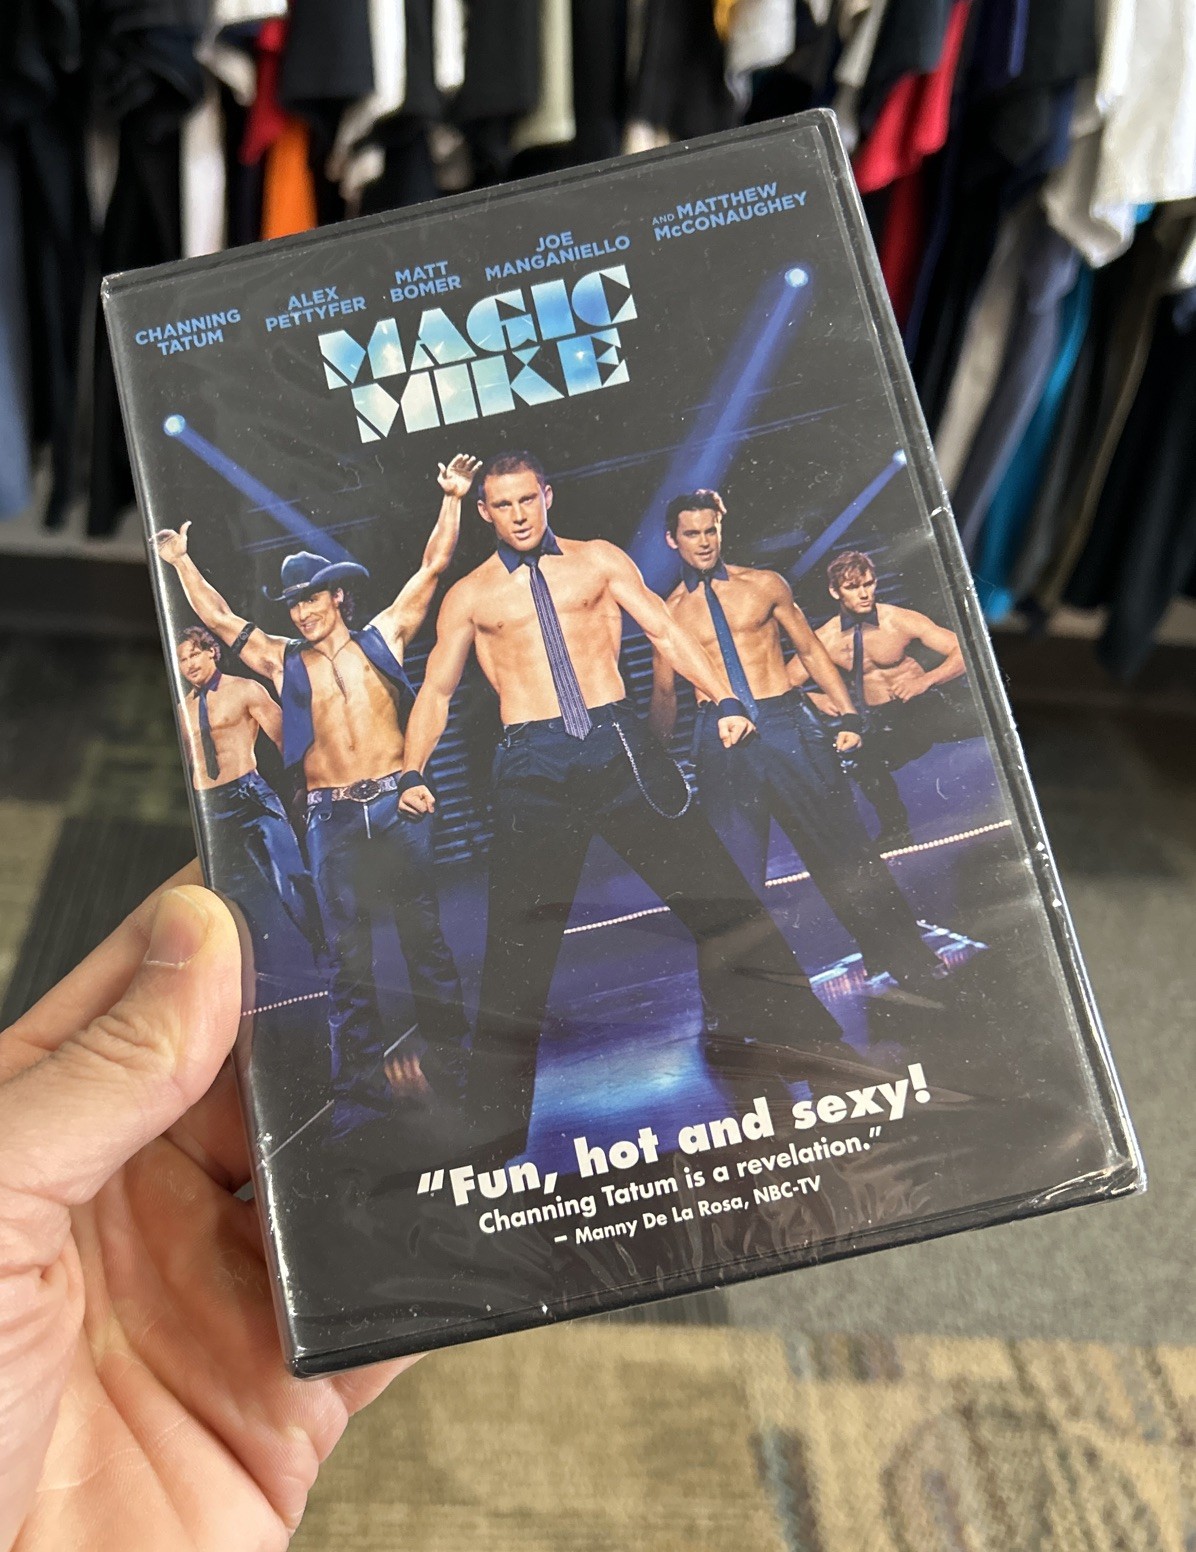 CHANNING
TATUM
ALEX
PETTYFER
MATT
BOMER
JOE
MANGANIELLO
AND MATTHEW
McCONAUGHEY
MAGIC
MIKE
"Fun, hot and sexy!
Channing Tatum is a revelation."
– Manny De La Rosa, NBC-TV